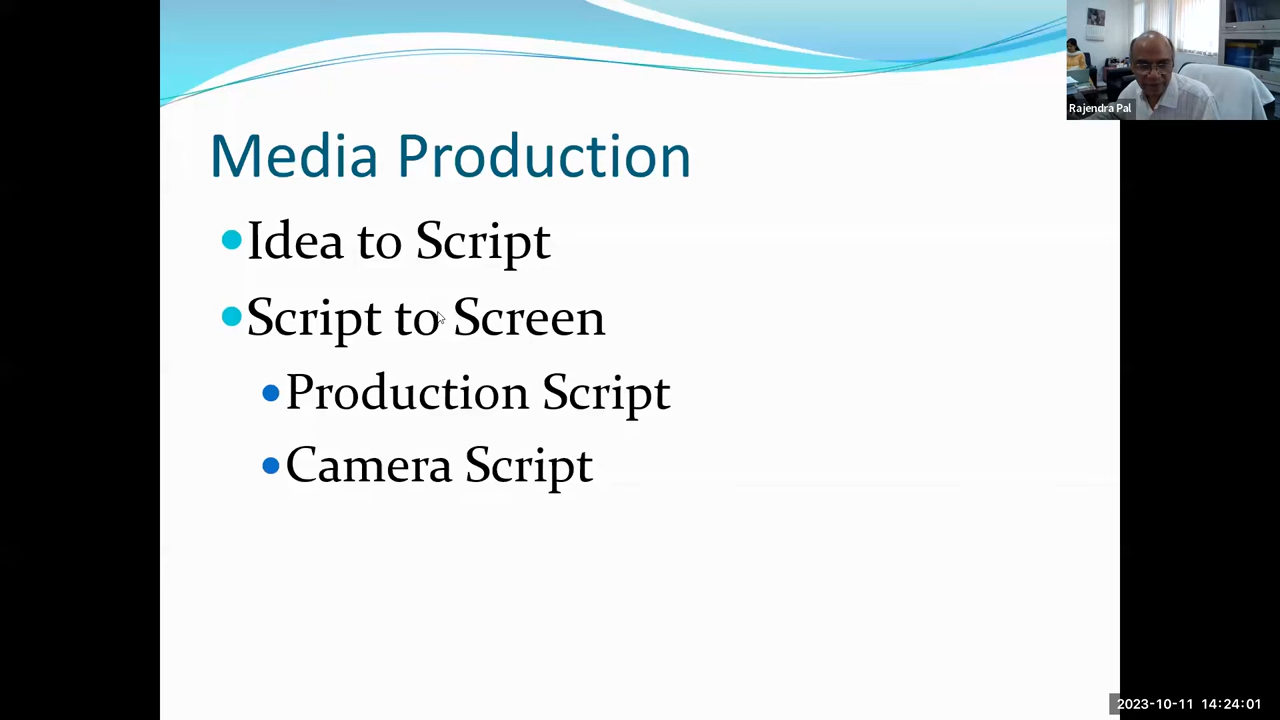 Rajendra Pal
Media Production
•Idea to Script
•Script to Screen
•Production Script
•Camera Script
2023-10-11 14:24:01